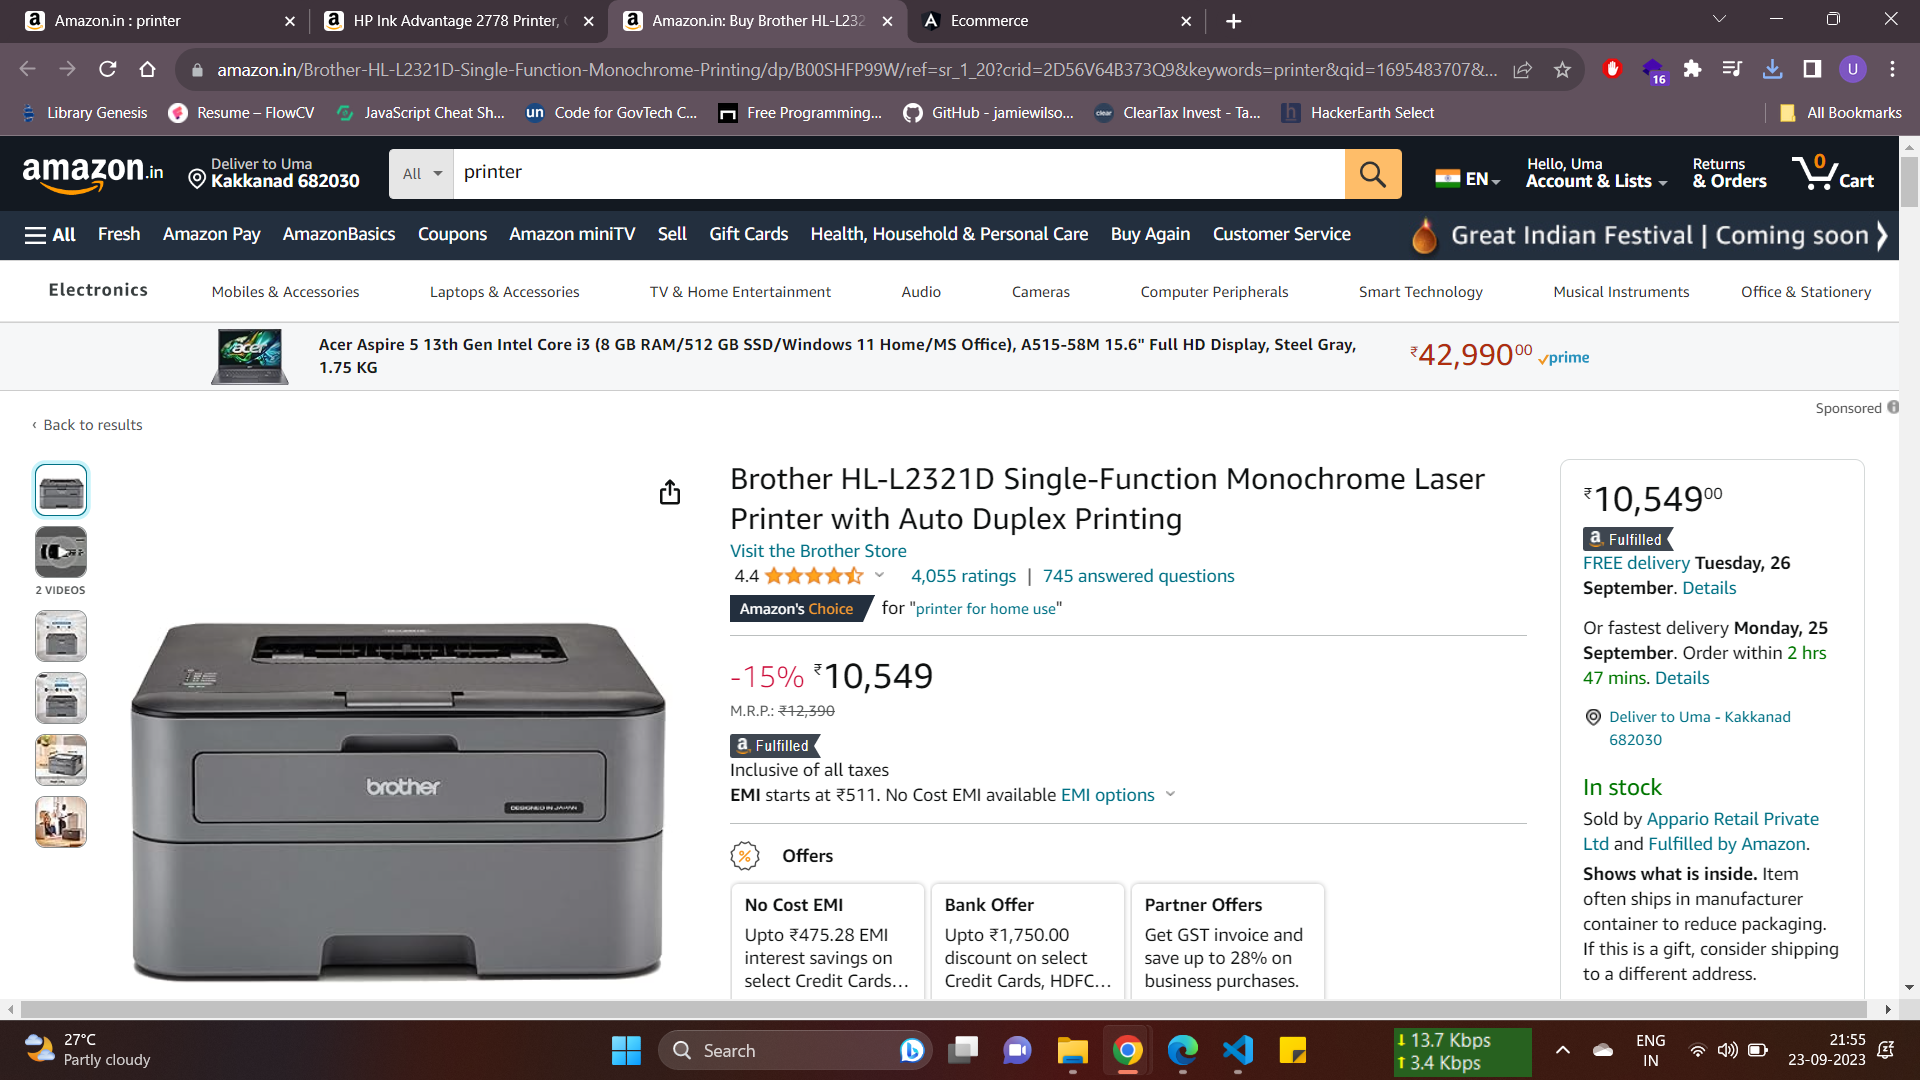 Amazon.in : printer
HP Ink Advantage 2778 Printer,
Amazon.in: Buy Brother HL-L232
Ecommerce
amazon.in/Brother-HL-L2321D-Single-Function-Monochrome-Printing/dp/B00SHFP99W/ref=sr_1_20?crid=2D56V64B373Q9&keywords=printer&qid=1695483707&...
16
U
Library Genesis
Resume – FlowCV
JavaScript Cheat Sh...
un Code for GovTech C...
Free Programming...
GitHub - jamiewilso...
clear ClearTax Invest - Ta...
h HackerEarth Select
All Bookmarks
amazon.in
Deliver to Uma
Kakkanad 682030
All
printer
EN
Hello, Uma
Account & Lists
Returns
& Orders
0
Cart
All
Fresh
Amazon Pay
AmazonBasics
Coupons
Amazon miniTV
Sell
Gift Cards
Health, Household & Personal Care
Buy Again
Customer Service
Great Indian Festival | Coming soon
Electronics
Mobiles & Accessories
Laptops & Accessories
TV & Home Entertainment
Audio
Cameras
Computer Peripherals
Smart Technology
Musical Instruments
Office & Stationery
acer
Acer Aspire 5 13th Gen Intel Core i3 (8 GB RAM/512 GB SSD/Windows 11 Home/MS Office), A515-58M 15.6" Full HD Display, Steel Gray,
1.75 KG
₹42,99000 prime
Sponsored
‹ Back to results
2 VIDEOS
brother
DESIGNED IN JAPAN
Brother HL-L2321D Single-Function Monochrome Laser
Printer with Auto Duplex Printing
Visit the Brother Store
4.4
4,055 ratings | 745 answered questions
Amazon's Choice for "printer for home use"
-15% ₹10,549
M.R.P.: ₹12,390
a Fulfilled
Inclusive of all taxes
EMI starts at ₹511. No Cost EMI available EMI options
% Offers
No Cost EMI
Upto ₹475.28 EMI
interest savings on
select Credit Cards…
Bank Offer
Upto ₹1,750.00
discount on select
Credit Cards, HDFC…
Partner Offers
Get GST invoice and
save up to 28% on
business purchases.
₹10,54900
a Fulfilled
FREE delivery Tuesday, 26
September. Details
Or fastest delivery Monday, 25
September. Order within 2 hrs
47 mins. Details
Deliver to Uma - Kakkanad
682030
In stock
Sold by Appario Retail Private
Ltd and Fulfilled by Amazon.
Shows what is inside. Item
often ships in manufacturer
container to reduce packaging.
If this is a gift, consider shipping
to a different address.
27°C
Partly cloudy
Search
13.7 Kbps
3.4 Kbps
ENG
IN
21:55
23-09-2023